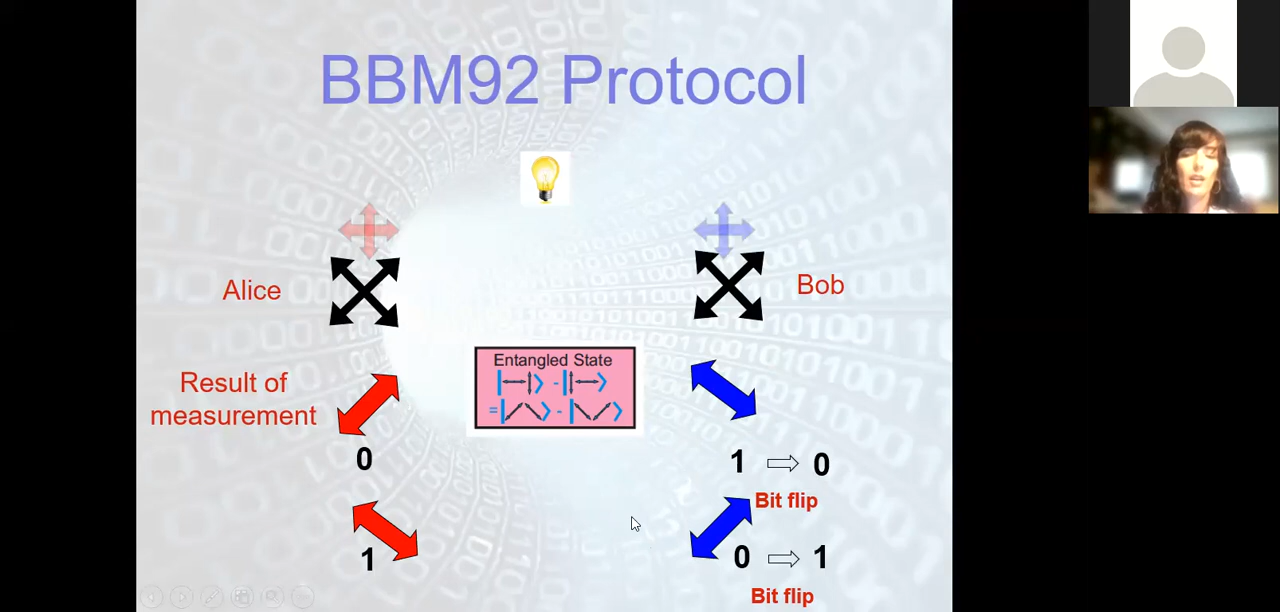 BBM92 Protocol
Alice
Bob
Result of
measurement
Entangled State
0
1 ⇨ 0
Bit flip
1
0 ⇨ 1
Bit flip